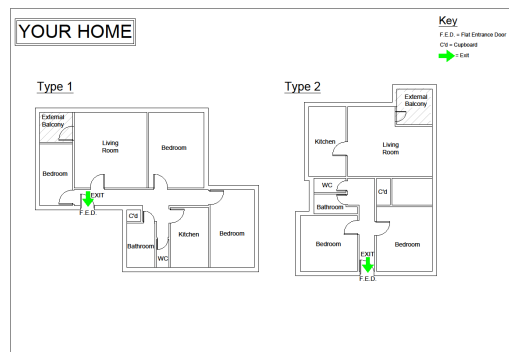 YOUR HOME
Key
F.E.D. = Flat Entrance Door
C'd = Cupboard
= Exit
Type 1
External
Balcony
Living
Room
Bedroom
Bedroom
EXIT
F.E.D.
C'd
Bathroom
WC
Kitchen
Bedroom
Type 2
External
Balcony
Kitchen
Living
Room
WC
C'd
Bathroom
Bedroom
Bedroom
EXIT
F.E.D.